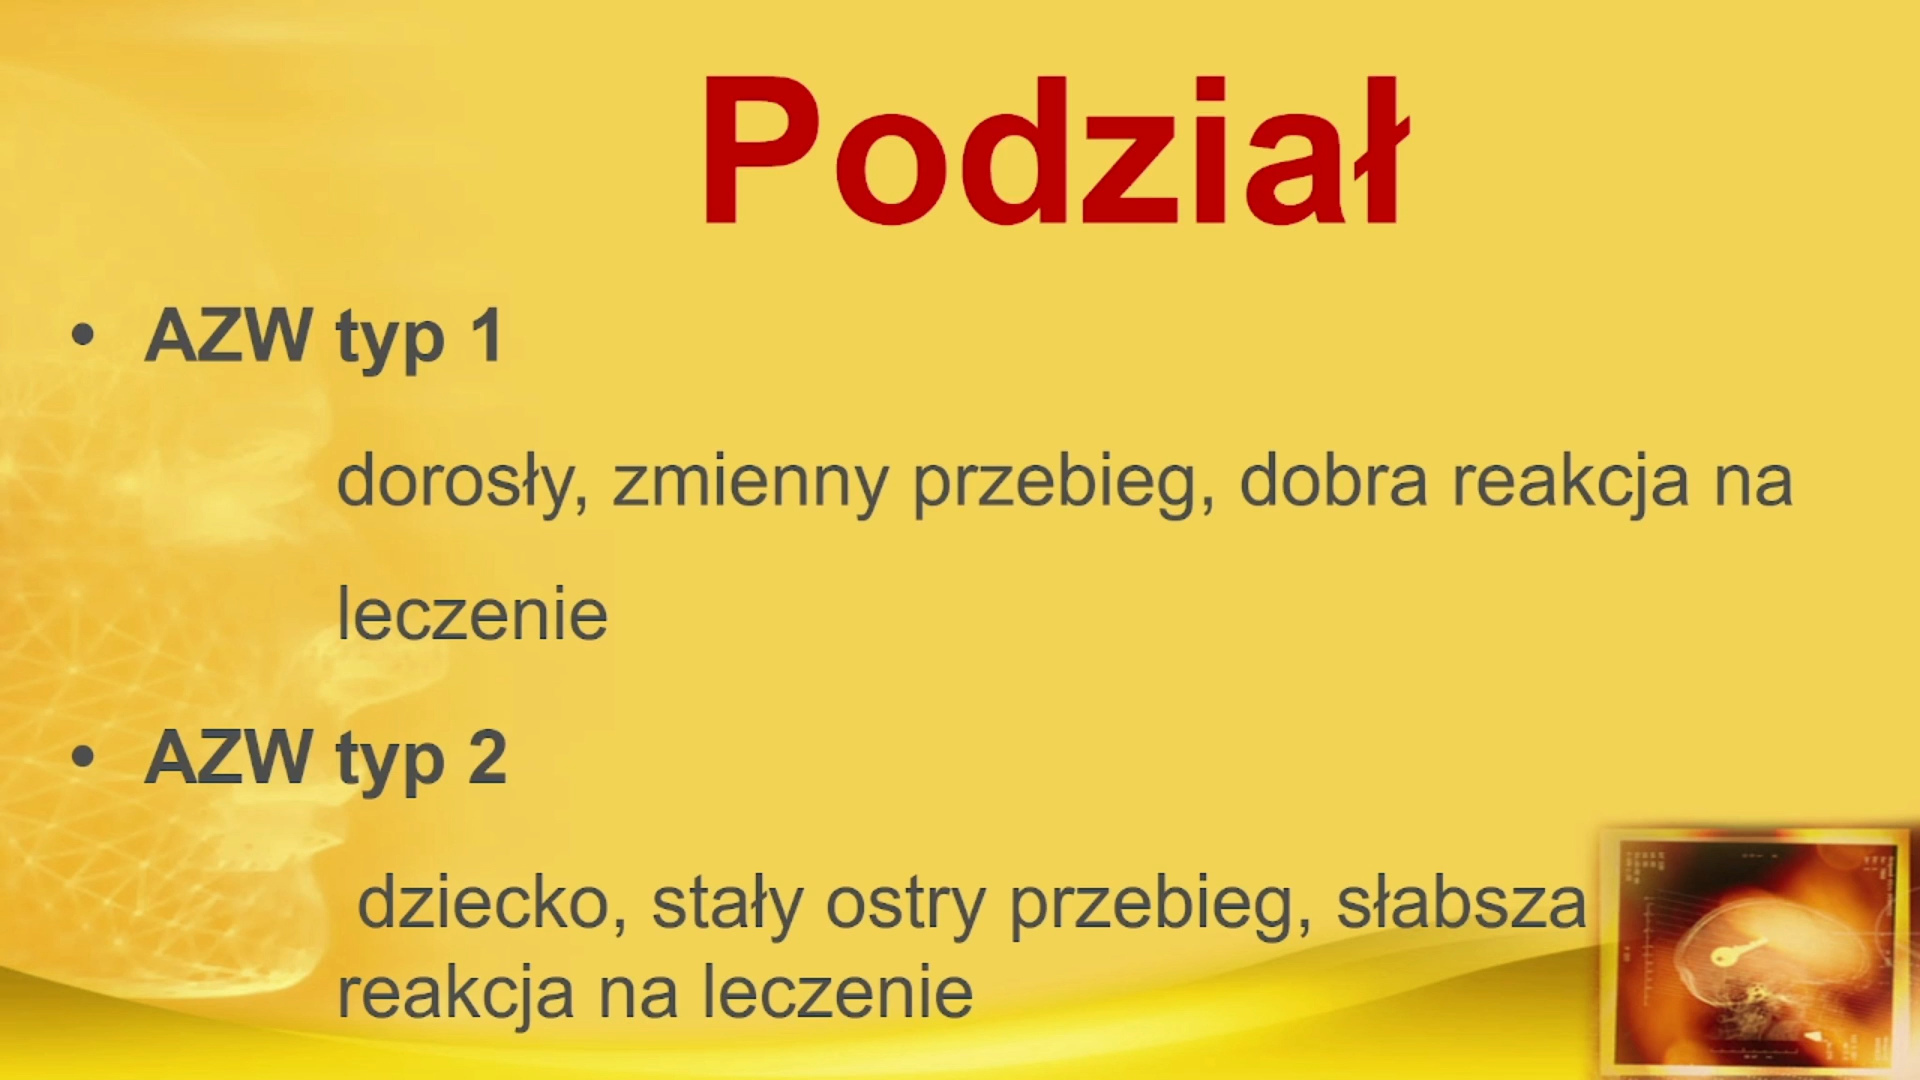 Podział
• AZW typ 1
dorosły, zmienny przebieg, dobra reakcja na
leczenie
• AZW typ 2
dziecko, stały ostry przebieg, słabsza
reakcja na leczenie